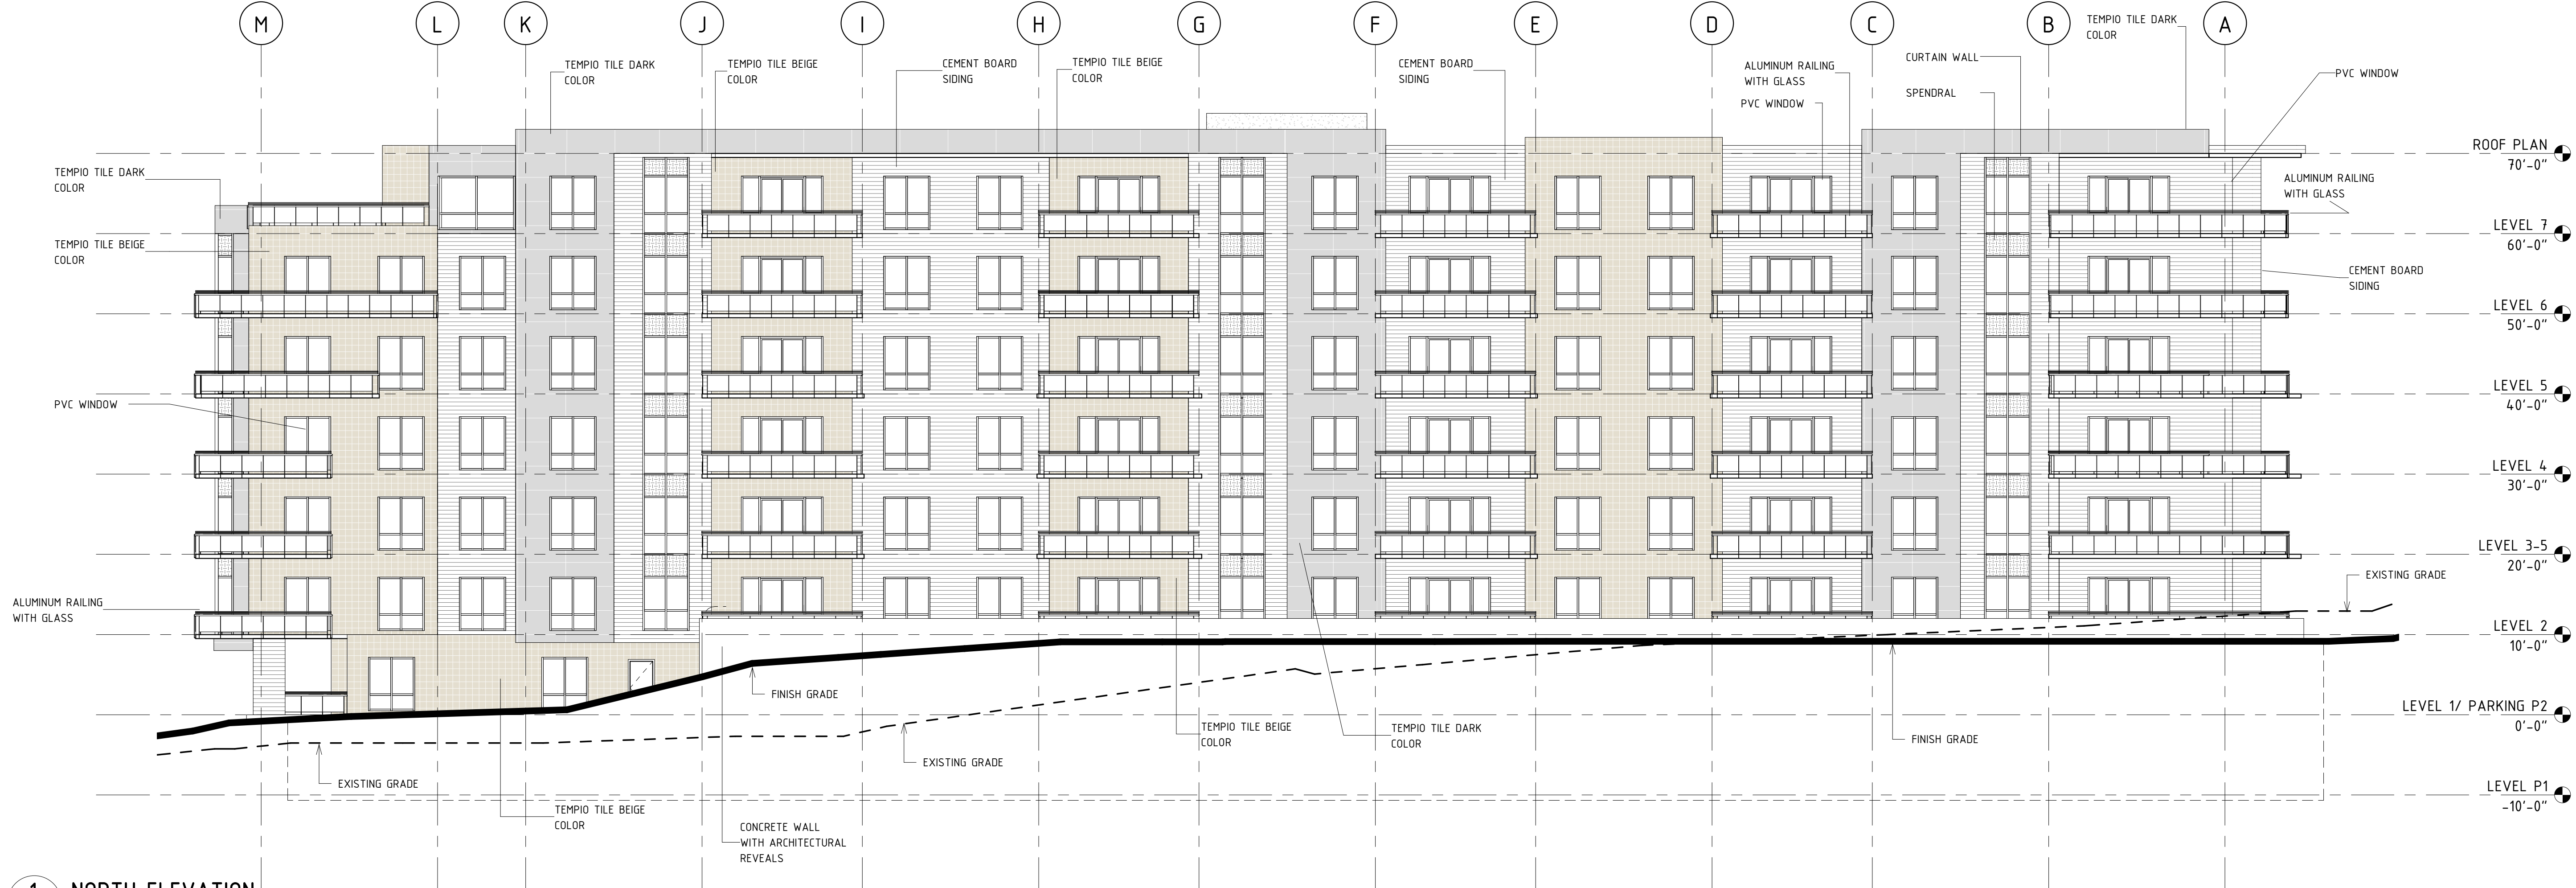 M
L
K
J
I
H
G
F
E
D
C
B
A
TEMPIO TILE DARK
COLOR
TEMPIO TILE BEIGE
COLOR
CEMENT BOARD
SIDING
TEMPIO TILE BEIGE
COLOR
CEMENT BOARD
SIDING
ALUMINUM RAILING
WITH GLASS
PVC WINDOW
CURTAIN WALL
SPENDRAL
TEMPIO TILE DARK
COLOR
PVC WINDOW
ROOF PLAN
70'-0"
TEMPIO TILE DARK
COLOR
ALUMINUM RAILING
WITH GLASS
LEVEL 7
60'-0"
TEMPIO TILE BEIGE
COLOR
CEMENT BOARD
SIDING
LEVEL 6
50'-0"
LEVEL 5
40'-0"
PVC WINDOW
LEVEL 4
30'-0"
LEVEL 3-5
20'-0"
EXISTING GRADE
ALUMINUM RAILING
WITH GLASS
LEVEL 2
10'-0"
FINISH GRADE
LEVEL 1/ PARKING P2
0'-0"
TEMPIO TILE BEIGE
COLOR
TEMPIO TILE DARK
COLOR
FINISH GRADE
EXISTING GRADE
EXISTING GRADE
LEVEL P1
-10'-0"
TEMPIO TILE BEIGE
COLOR
CONCRETE WALL
WITH ARCHITECTURAL
REVEALS
1
NORTH ELEVATION